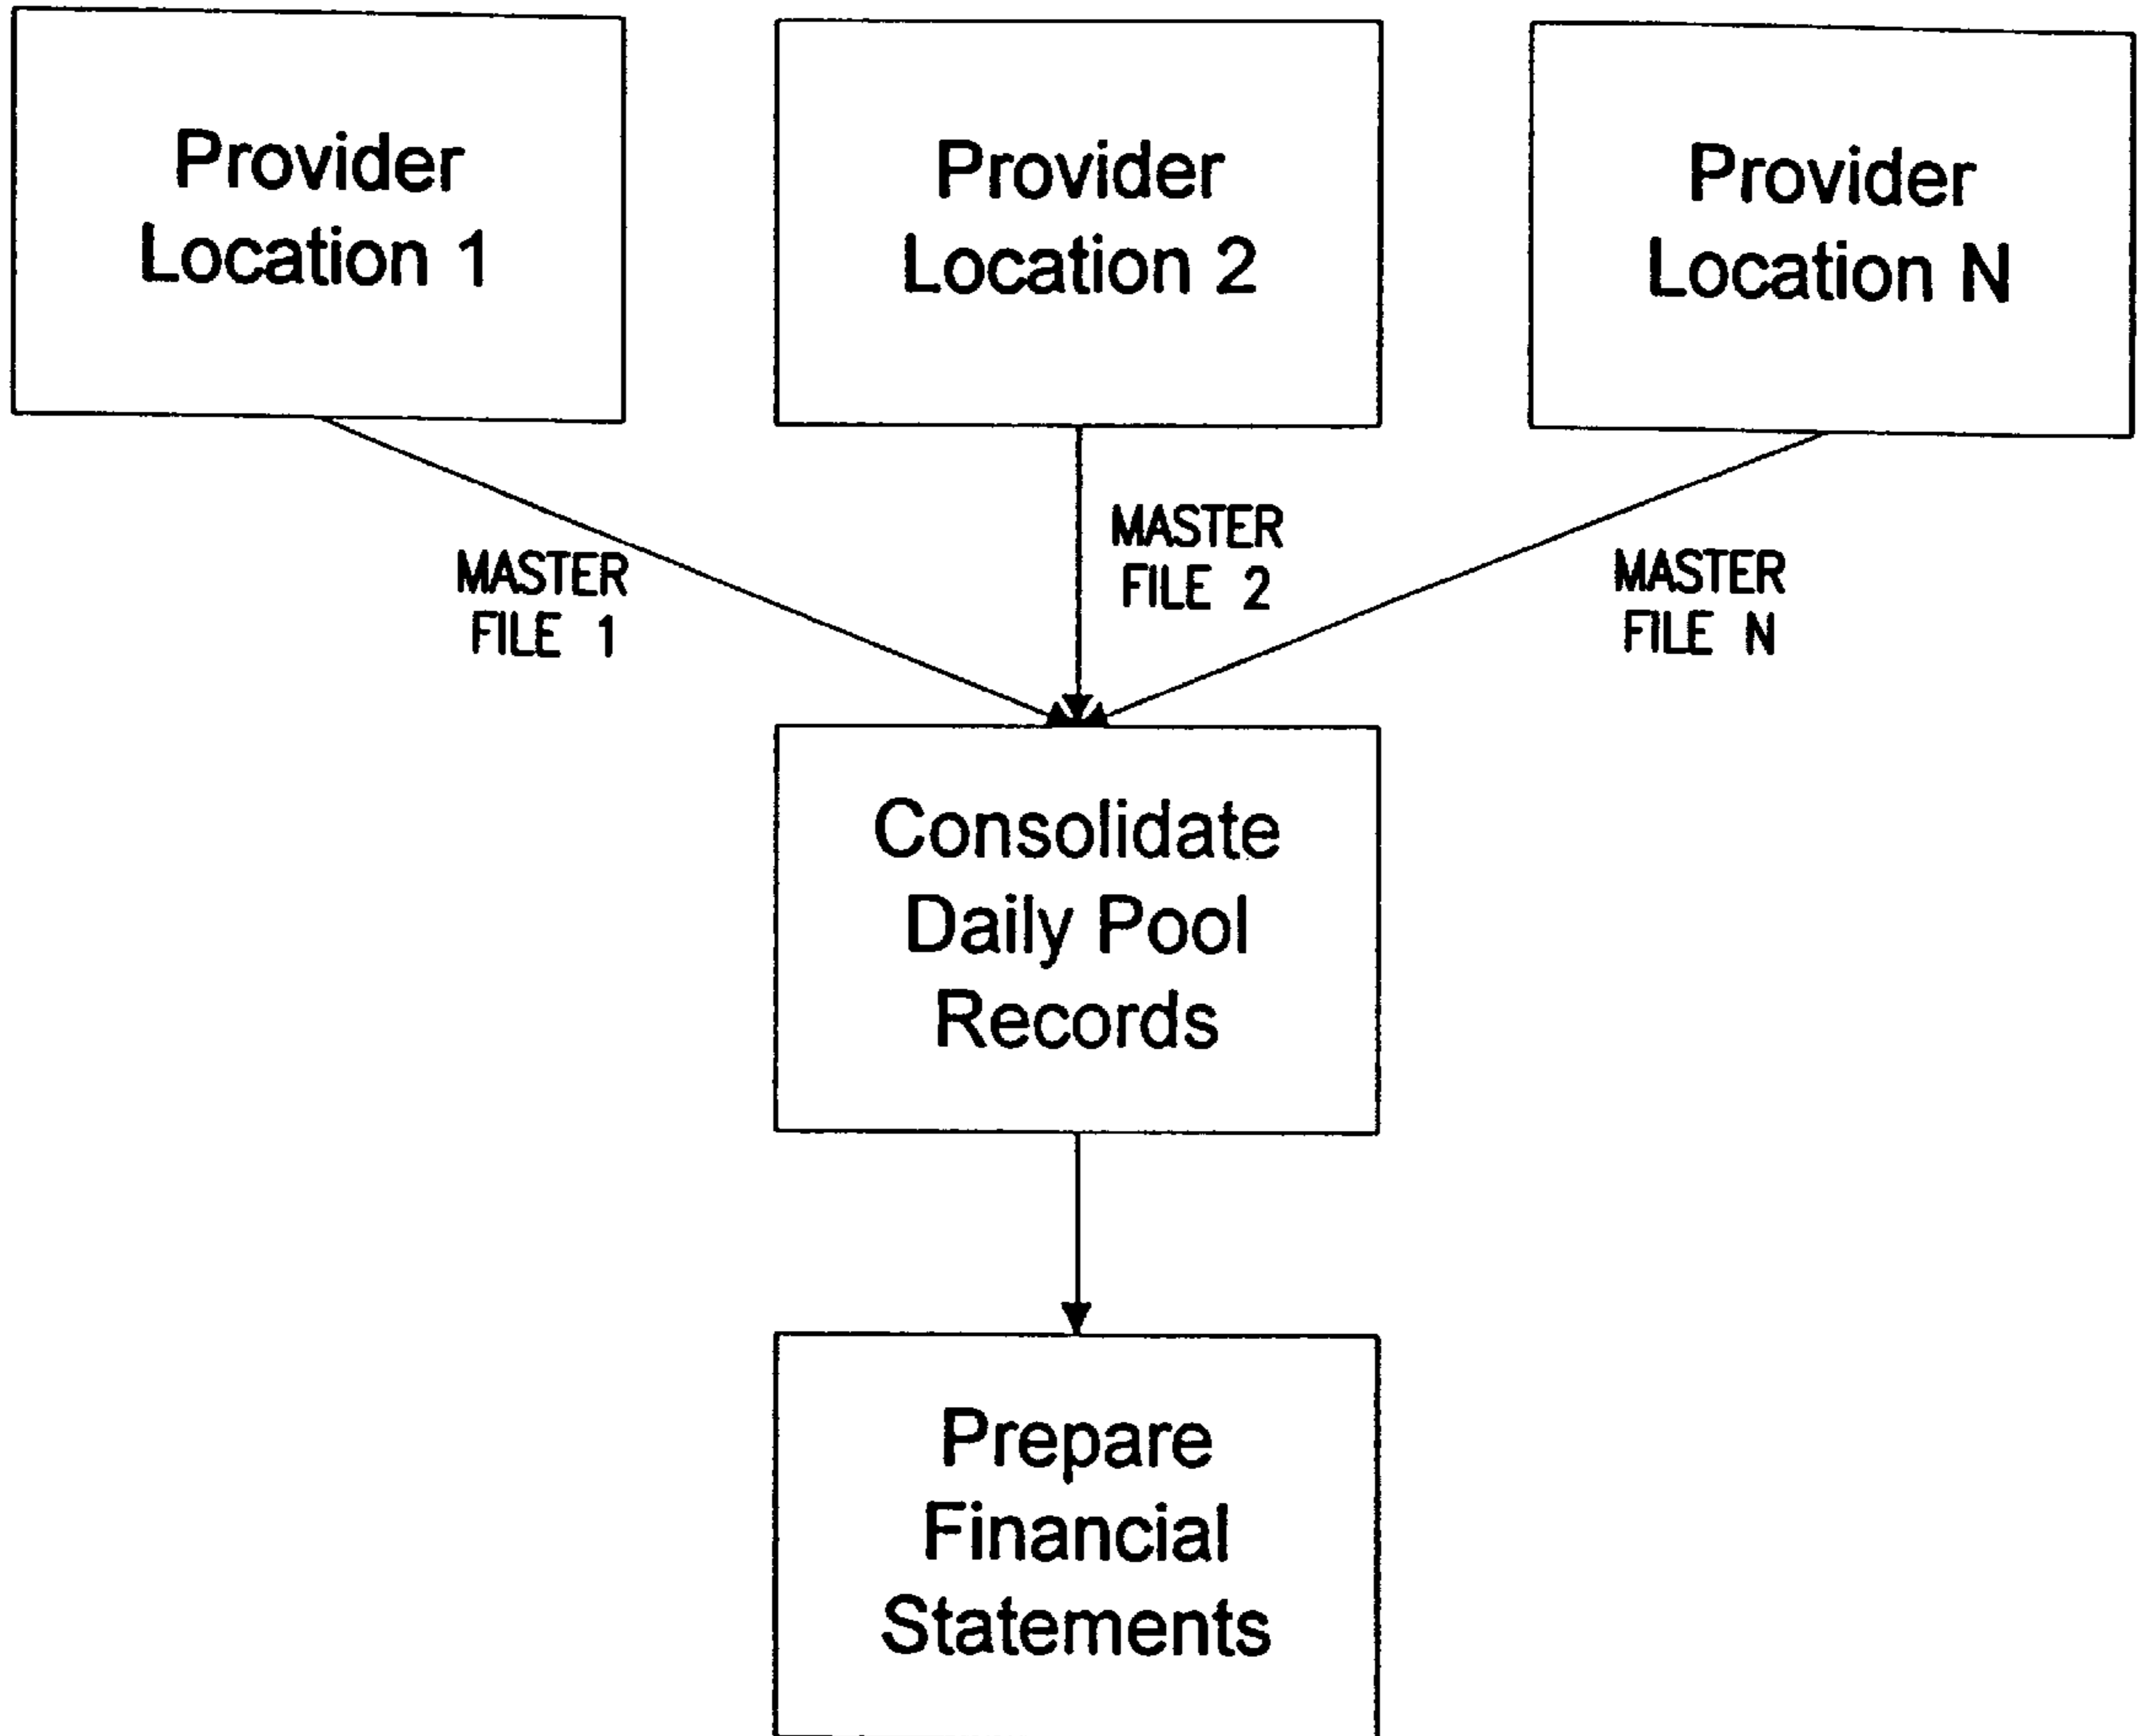 Provider
Location 1
Provider
Location 2
Provider
Location N
MASTER
FILE 1
MASTER
FILE 2
MASTER
FILE N
Consolidate
Daily Pool
Records
Prepare
Financial
Statements